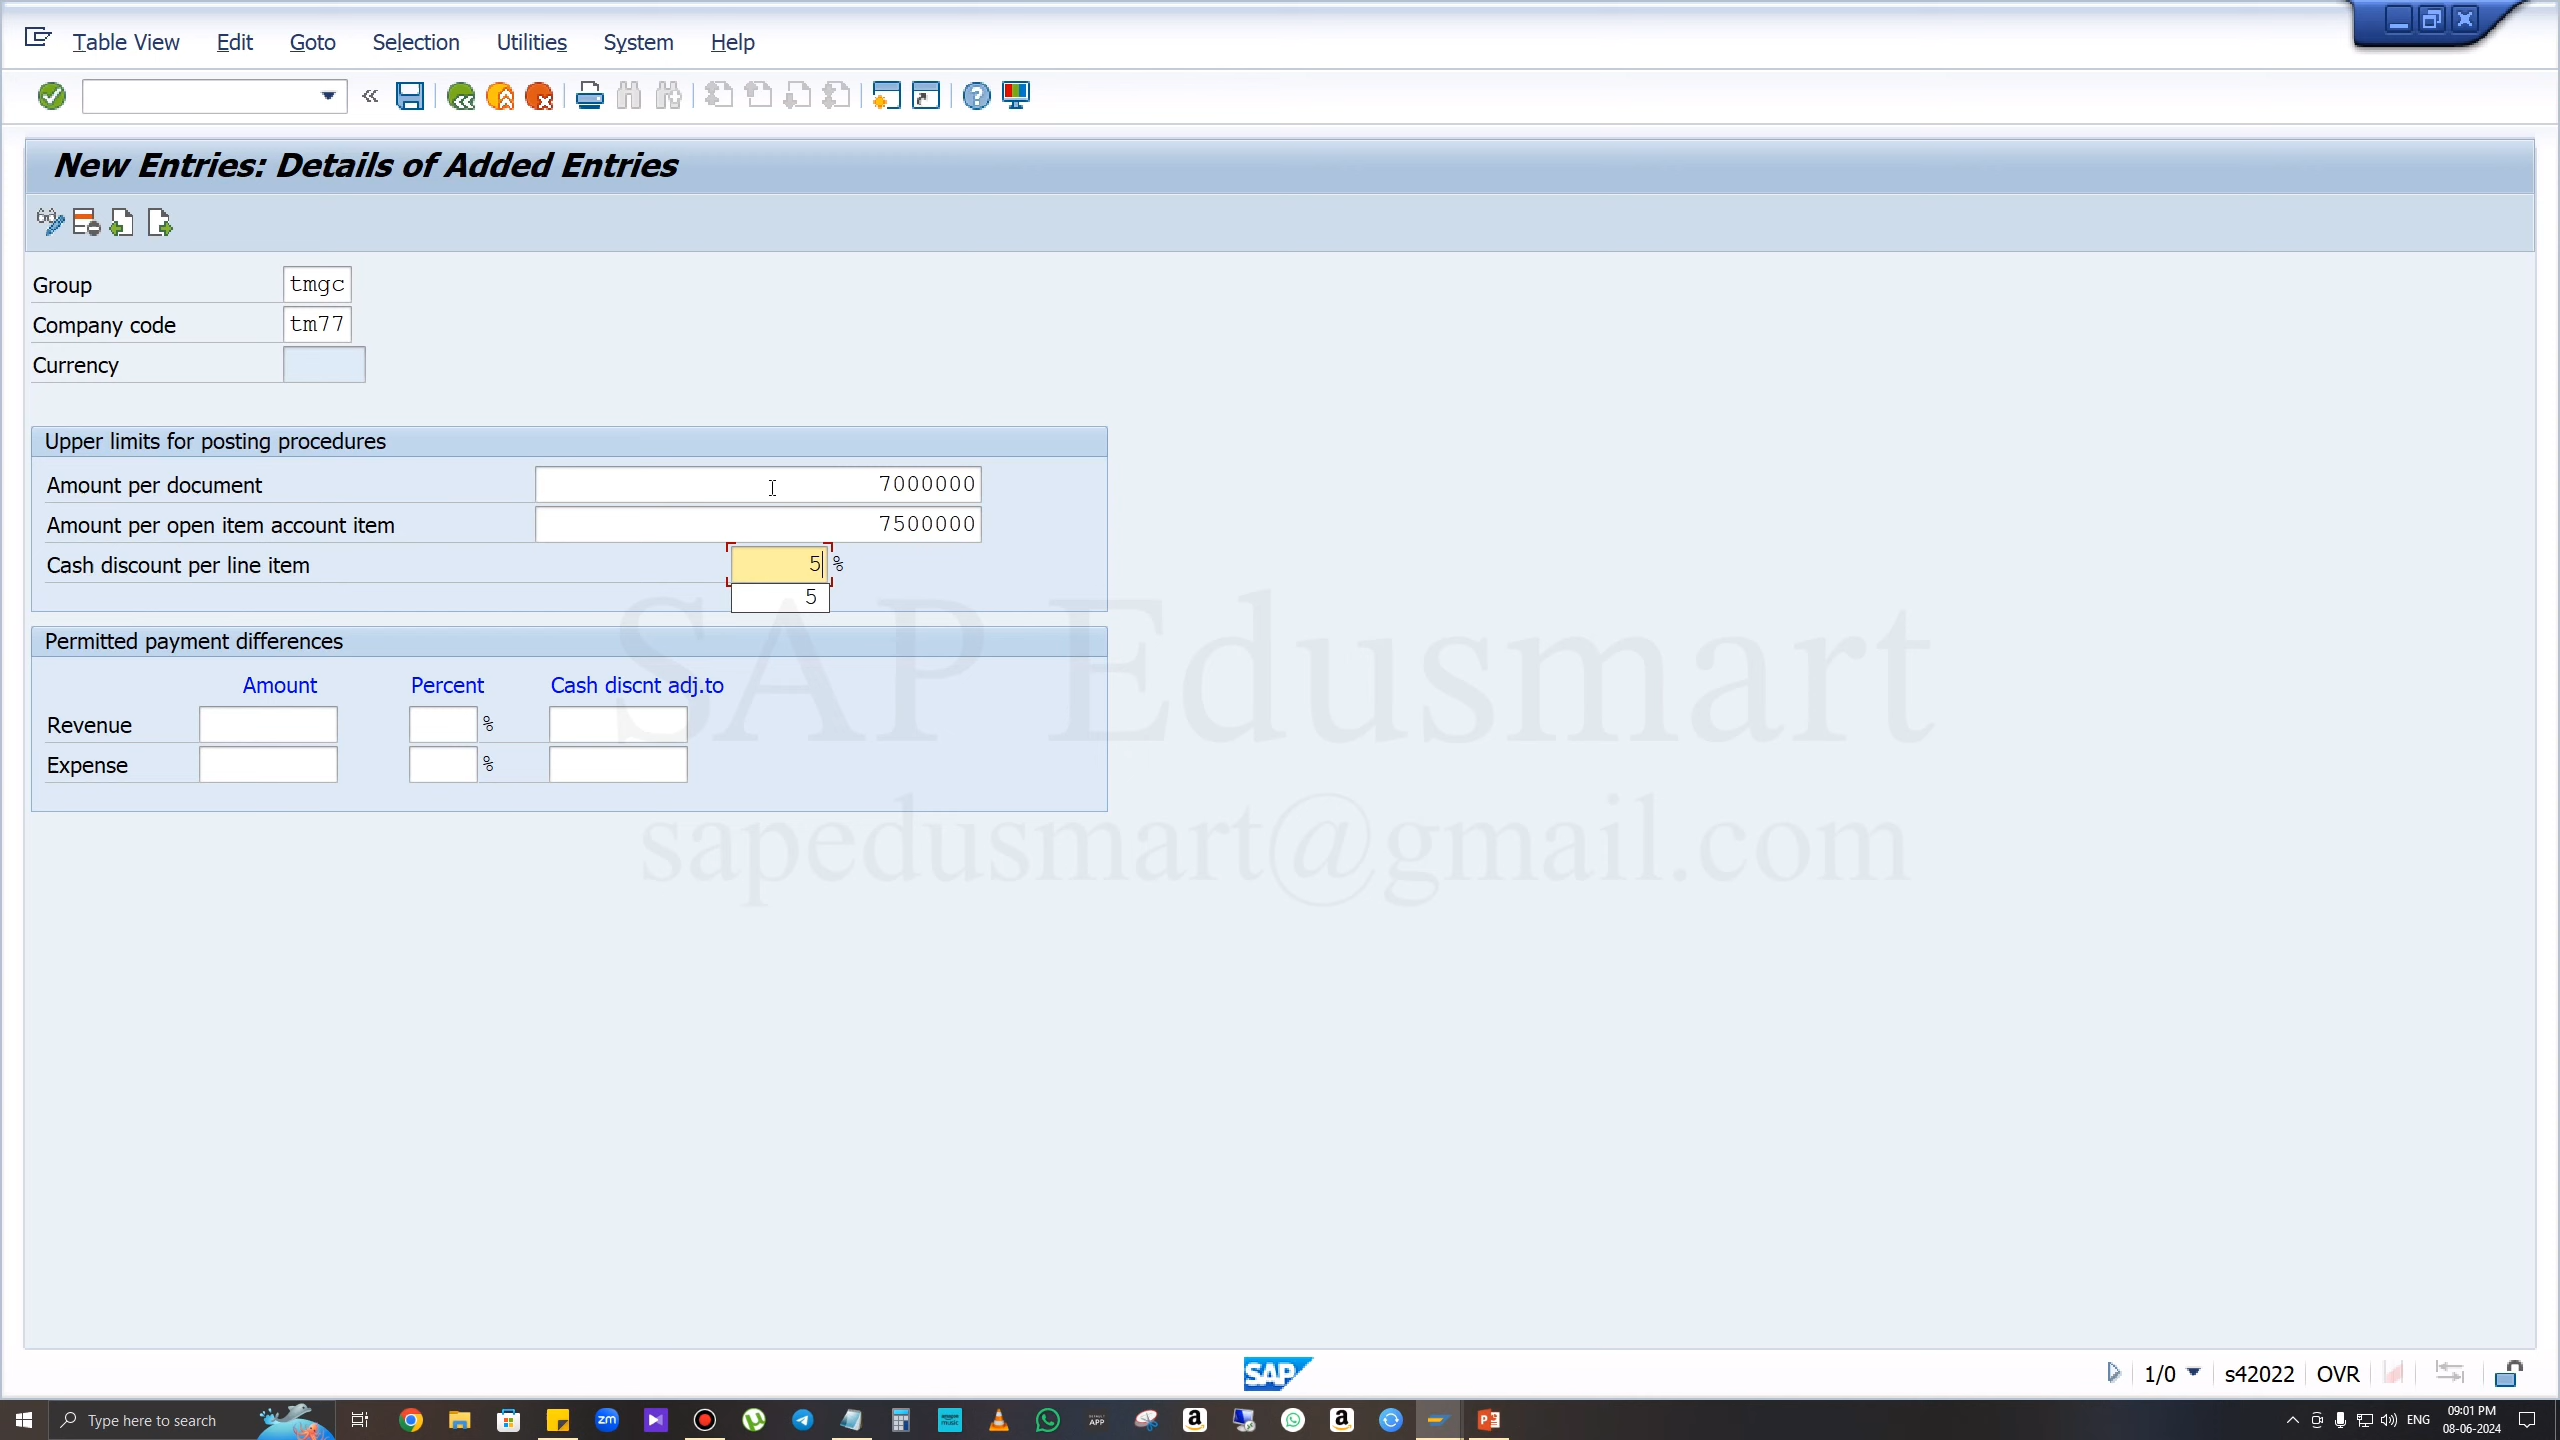 Table View Edit Goto Selection Utilities System Help
New Entries: Details of Added Entries
Group tmgc
Company code tm77
Currency
Upper limits for posting procedures
Amount per document 7000000
Amount per open item account item 7500000
Cash discount per line item 5 %
5
Permitted payment differences
Amount Percent Cash discnt adj.to
Revenue %
Expense %
SAP Edusmart
sapedusmart@gmail.com
SAP 1/0 s42022 OVR
Type here to search zm APP ENG 09:01 PM
08-06-2024